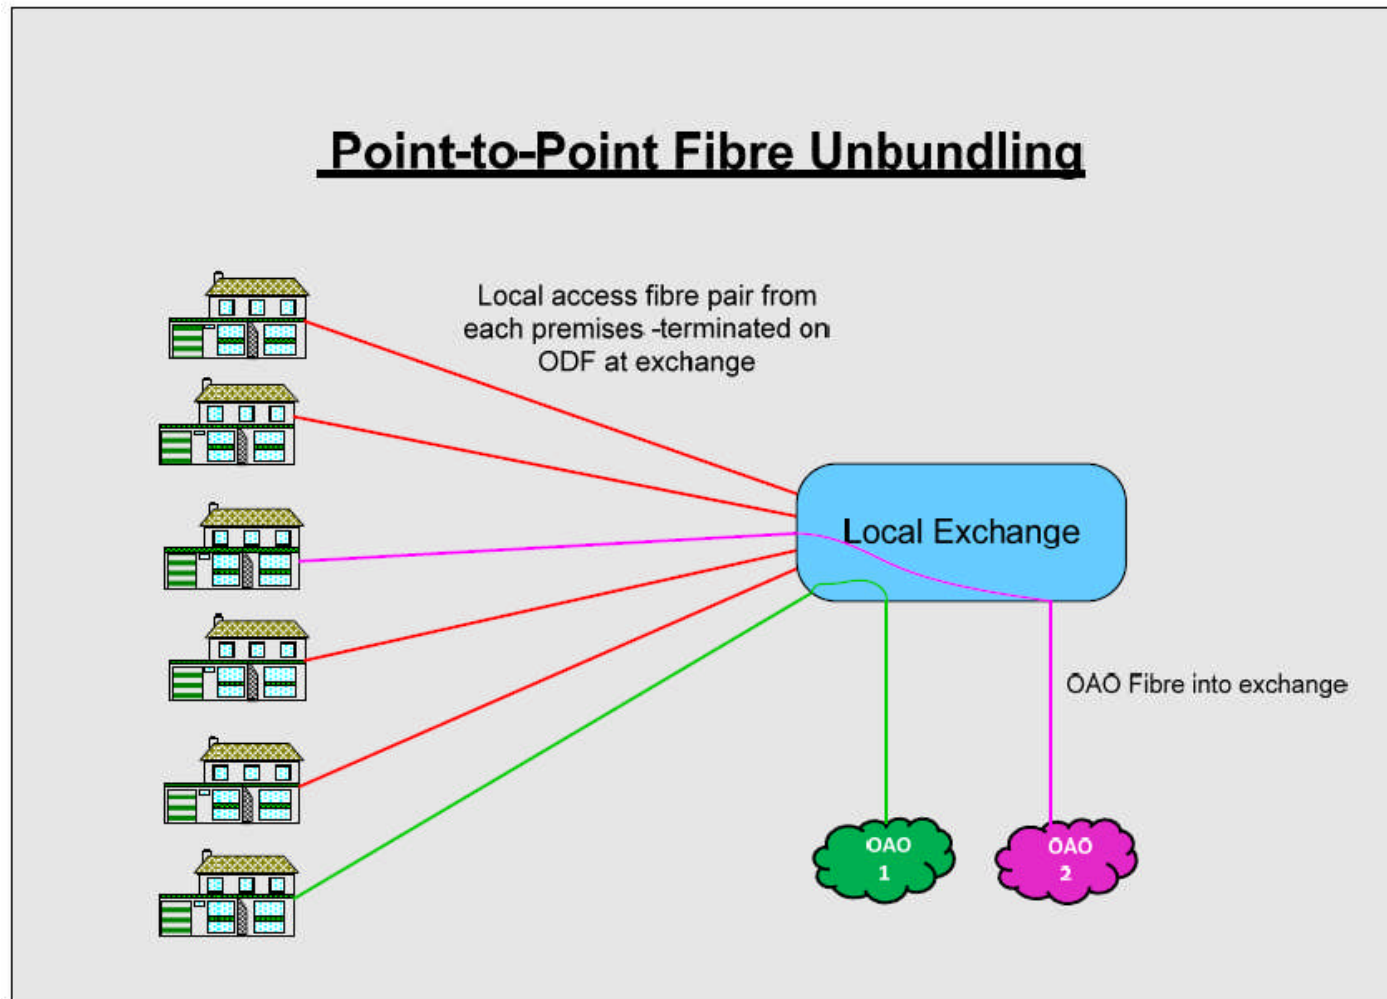 Point-to-Point Fibre Unbundling
Local access fibre pair from
each premises -terminated on
ODF at exchange
Local Exchange
OAO Fibre into exchange
OAO
1
OAO
2